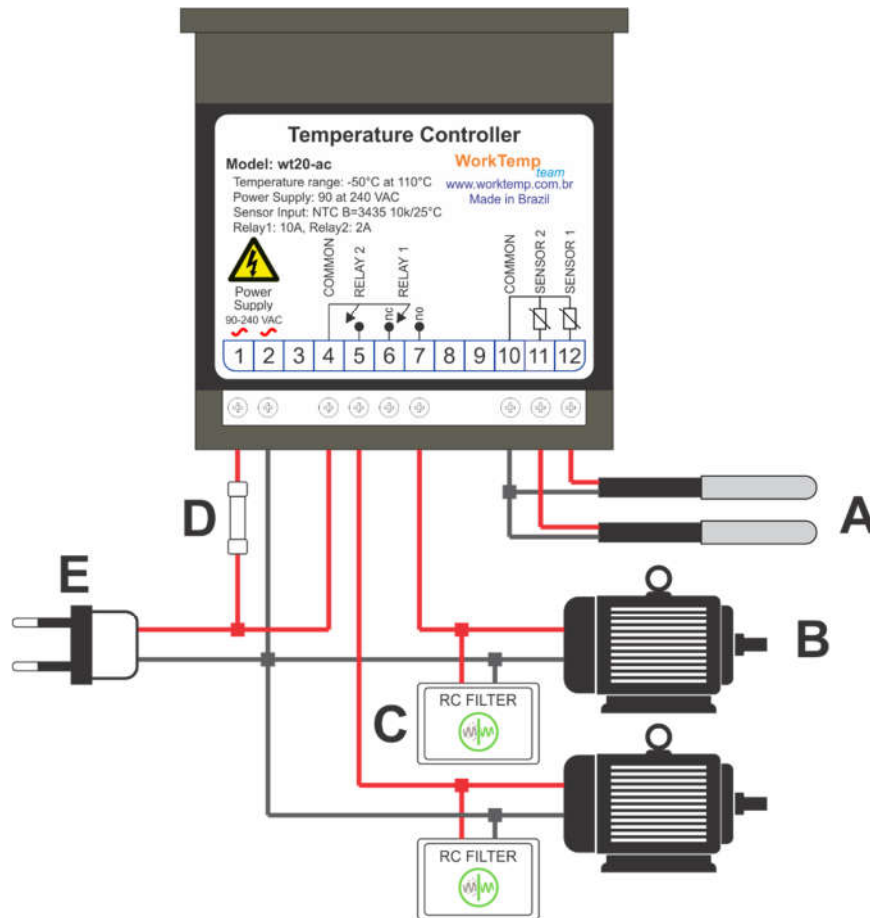 Temperature Controller
Model: wt20-ac
WorkTemp
team
Temperature range: -50°C at 110°C
www.worktemp.com.br
Power Supply: 90 at 240 VAC
Made in Brazil
Sensor Input: NTC B=3435 10k/25°C
Relay1: 10A, Relay2: 2A
COMMON
RELAY 2
RELAY 1
COMMON
SENSOR 2
SENSOR 1
Power
Supply
90-240 VAC
nc
no
1 2 3 4 5 6 7 8 9 10 11 12
D
A
E
B
RC FILTER
C
RC FILTER